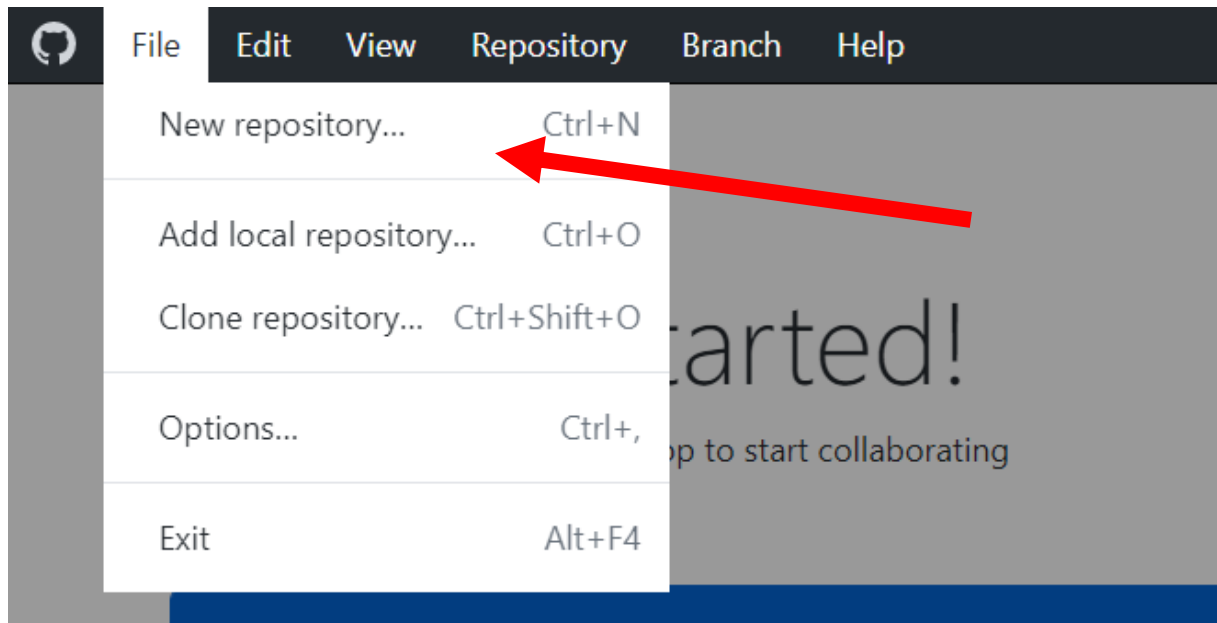 File Edit View Repository Branch Help
New repository... Ctrl+N
Add local repository... Ctrl+O
Clone repository... Ctrl+Shift+O
arted!
Options... Ctrl+,
to start collaborating
Exit Alt+F4